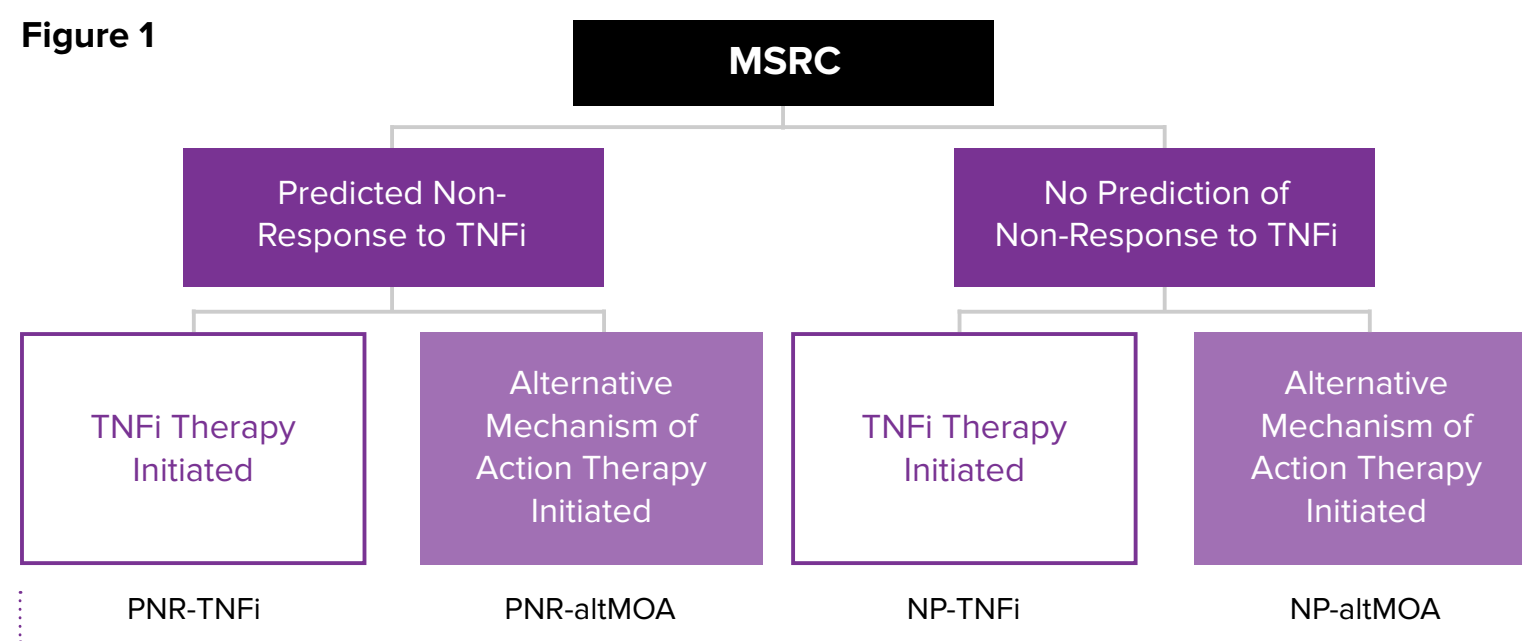 Figure 1
MSRC
Predicted Non-
Response to TNFi
No Prediction of
Non-Response to TNFi
TNFi Therapy
Initiated
Alternative
Mechanism of
Action Therapy
Initiated
TNFi Therapy
Initiated
Alternative
Mechanism of
Action Therapy
Initiated
PNR-TNFi
PNR-altMOA
NP-TNFi
NP-altMOA